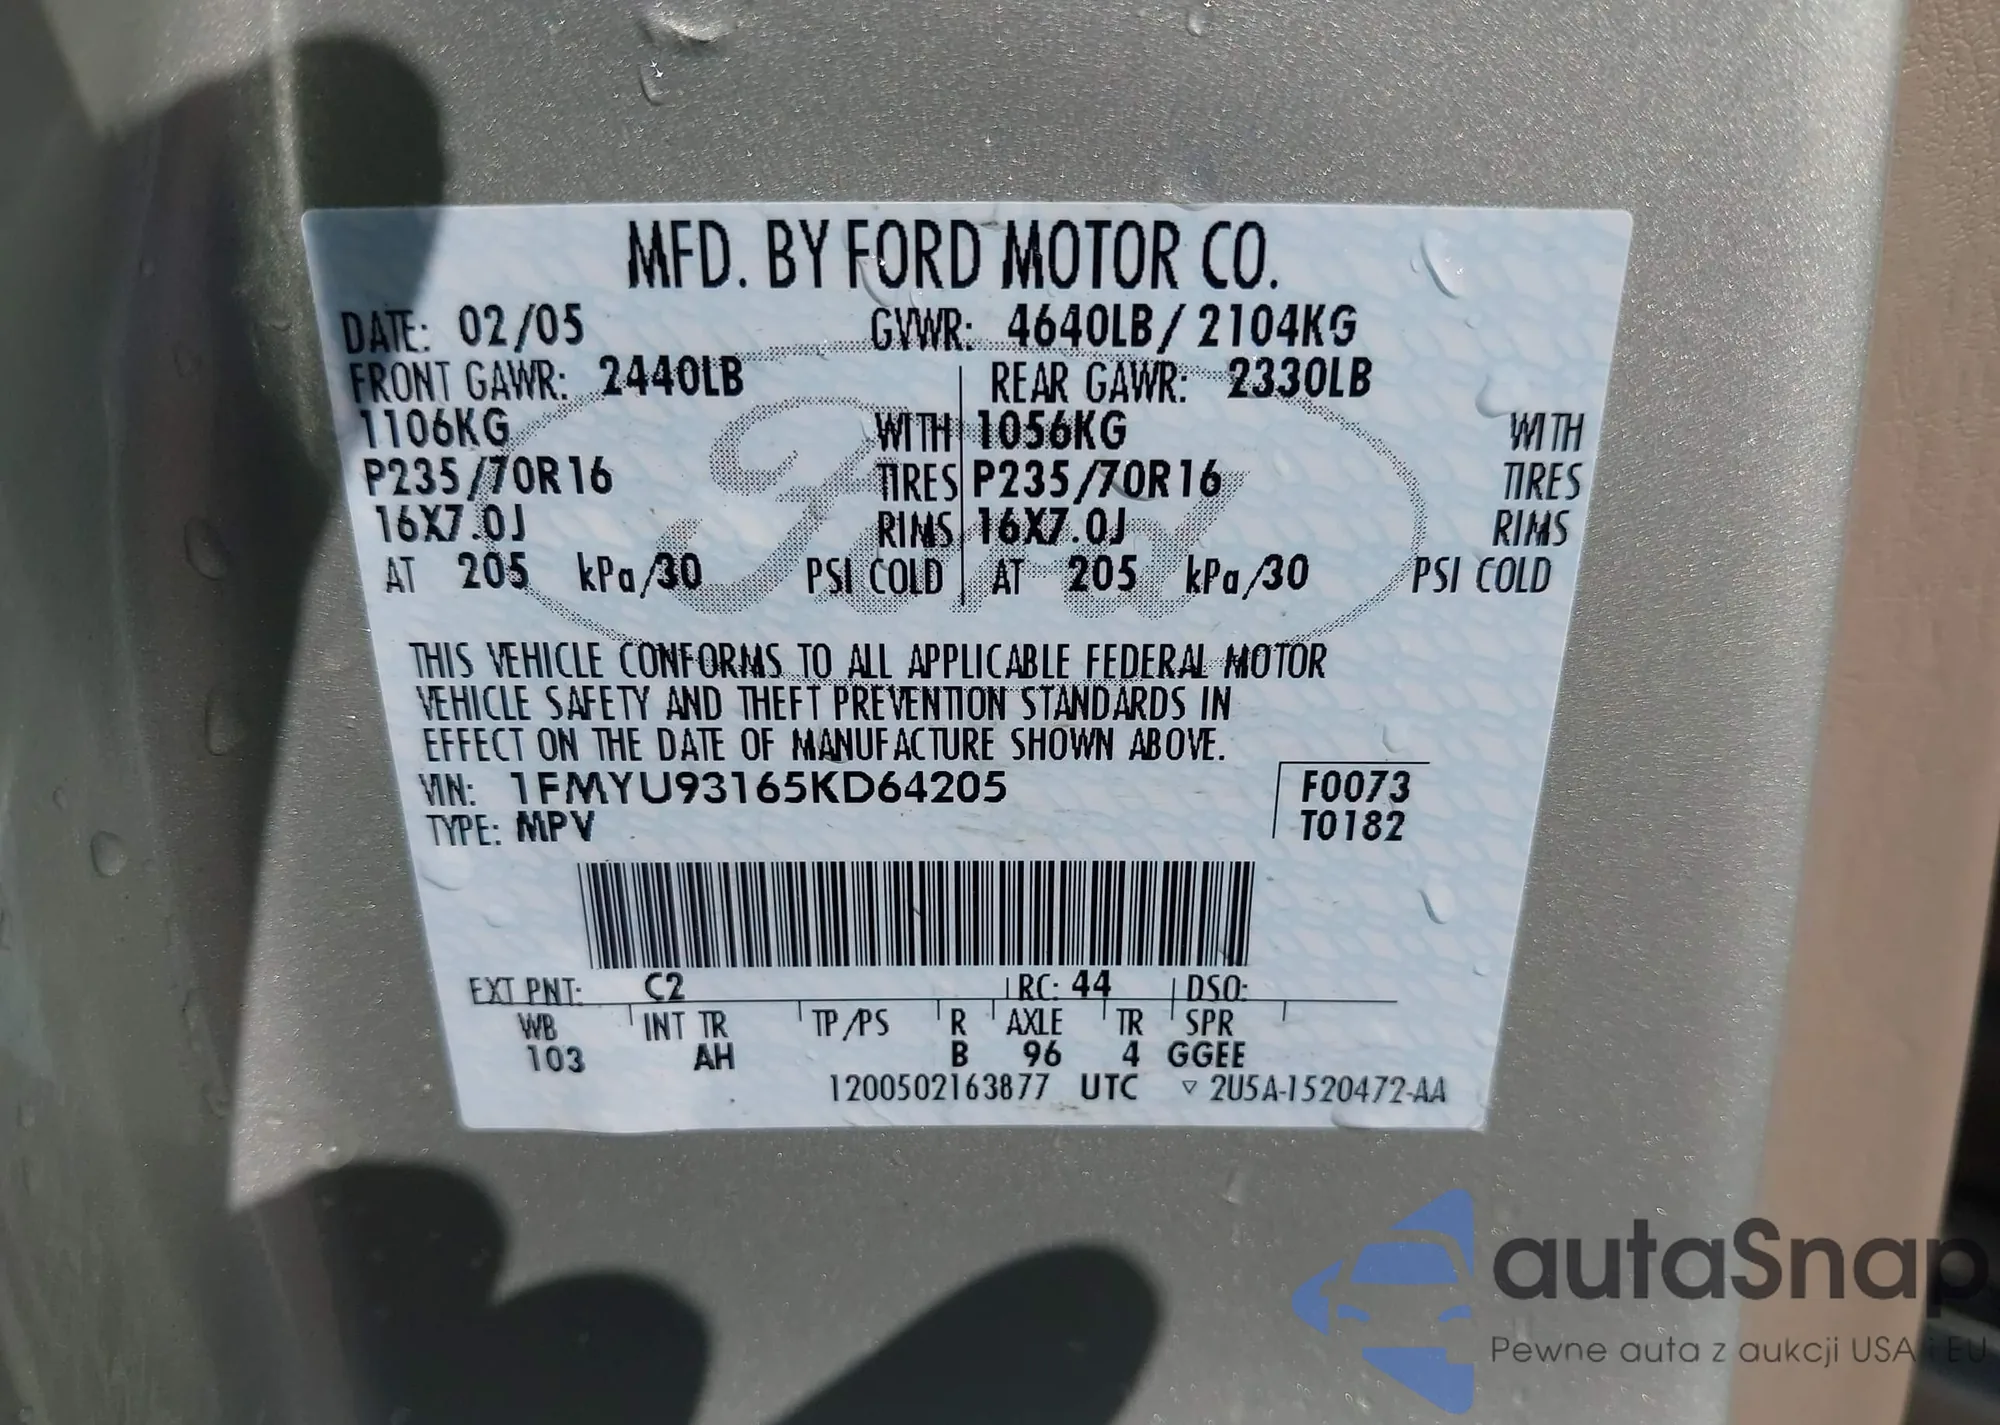 MFD. BY FORD MOTOR CO.
DATE: 02/05 GVWR: 4640LB/ 2104KG
FRONT GAWR: 2440LB REAR GAWR: 2330LB
1106KG WITH 1056KG WITH
P235/70R16 TIRES P235/70R16 TIRES
16X7.0J RIMS 16X7.0J RIMS
AT 205 kPa/30 PSI COLD AT 205 kPa/30 PSI COLD
Ford
THIS VEHICLE CONFORMS TO ALL APPLICABLE FEDERAL MOTOR
VEHICLE SAFETY AND THEFT PREVENTION STANDARDS IN
EFFECT ON THE DATE OF MANUFACTURE SHOWN ABOVE.
VIN: 1FMYU93165KD64205 F0073
TYPE: MPV T0182
EXT PNT: C2 RC: 44 DSO:
WB INT TR TP/PS R AXLE TR SPR
103 AH B 96 4 GGEE
1200502163877 UTC ▿ 2U5A-1520472-AA
autaSnap
Pewne auta z aukcji USA i EU